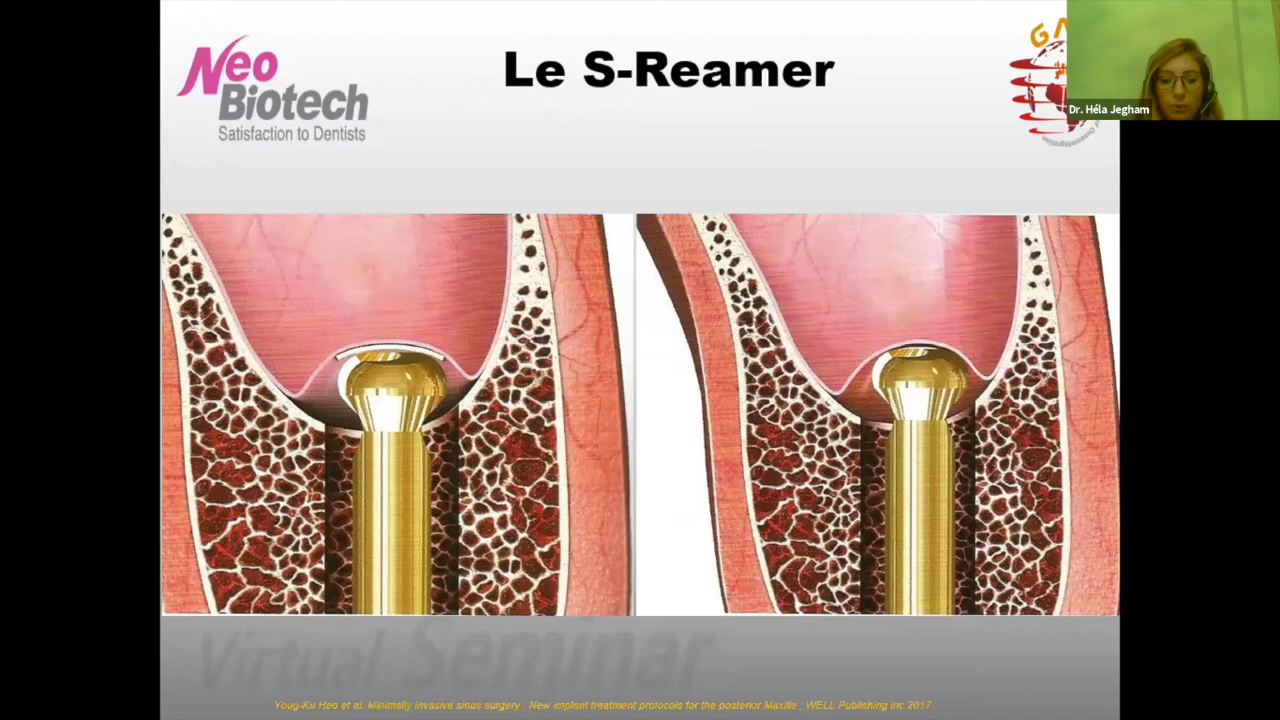 Neo
Biotech
Satisfaction to Dentists
Le S-Reamer
Dr. Héla Jegham
Virtual Seminar
Youg-Ku Heo et al. Minimally invasive sinus surgery : New implant treatment protocols for the posterior Maxilla ; WELL Publishing inc 2017